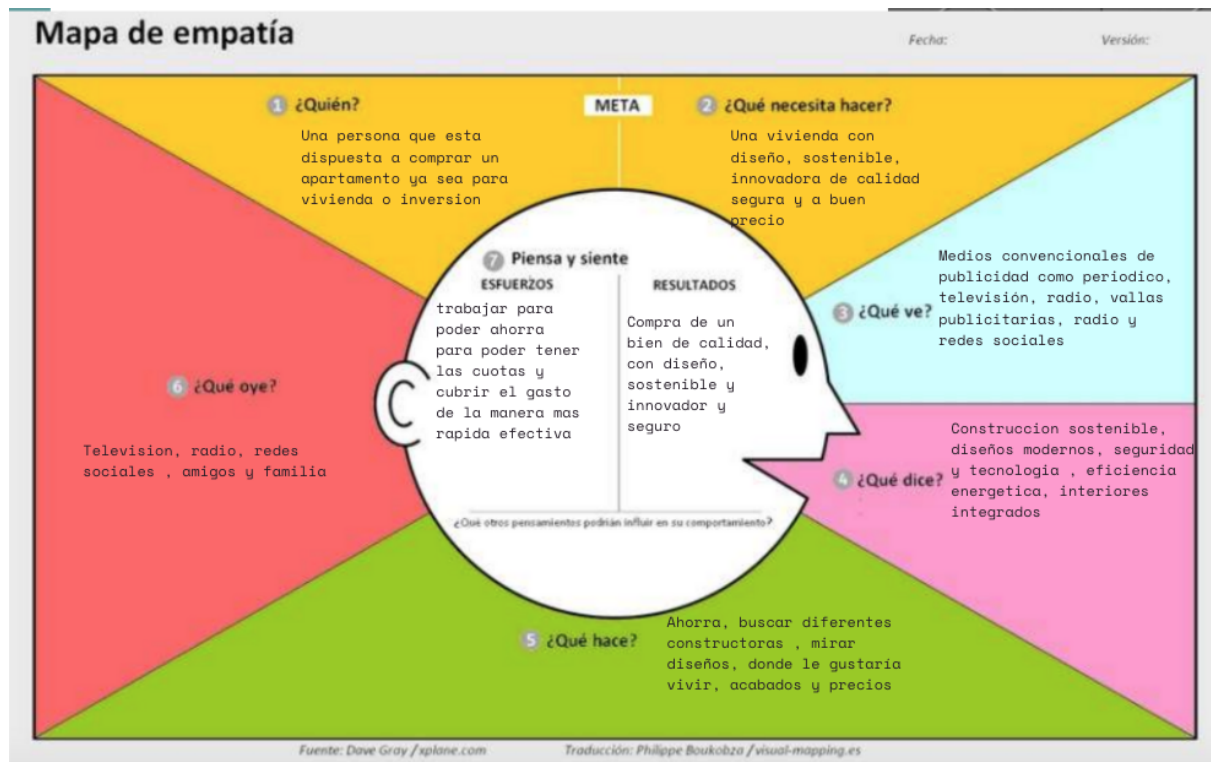 Mapa de empatía
Fecha:
Versión:
1 ¿Quién?
Una persona que esta
dispuesta a comprar un
apartamento ya sea para
vivienda o inversion
META
2 ¿Qué necesita hacer?
Una vivienda con
diseño, sostenible,
innovadora de calidad
segura y a buen
precio
3 ¿Qué ve?
Medios convencionales de
publicidad como periodico,
televisión, radio, vallas
publicitarias, radio y
redes sociales
4 ¿Qué dice?
Construccion sostenible,
diseños modernos, seguridad
y tecnologia , eficiencia
energetica, interiores
integrados
5 ¿Qué hace?
Ahorra, buscar diferentes
constructoras , mirar
diseños, donde le gustaría
vivir, acabados y precios
6 ¿Qué oye?
Television, radio, redes
sociales , amigos y familia
7 Piensa y siente
ESFUERZOS
trabajar para
poder ahorra
para poder tener
las cuotas y
cubrir el gasto
de la manera mas
rapida efectiva
RESULTADOS
Compra de un
bien de calidad,
con diseño,
sostenible y
innovador y
seguro
¿Qué otros pensamientos podrían influir en su comportamiento?
Fuente: Dave Gray / xplane.com
Traducción: Philippe Boukobza / visual-mapping.es